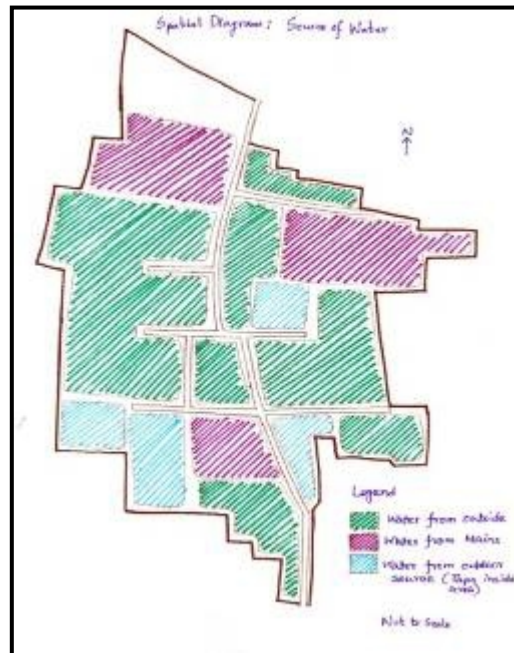 Spatial Diagram: Source of Water
N
Legend
Water from outside
Water from Mains
Water from outdoor
source (Taps inside
area)
Not to Scale